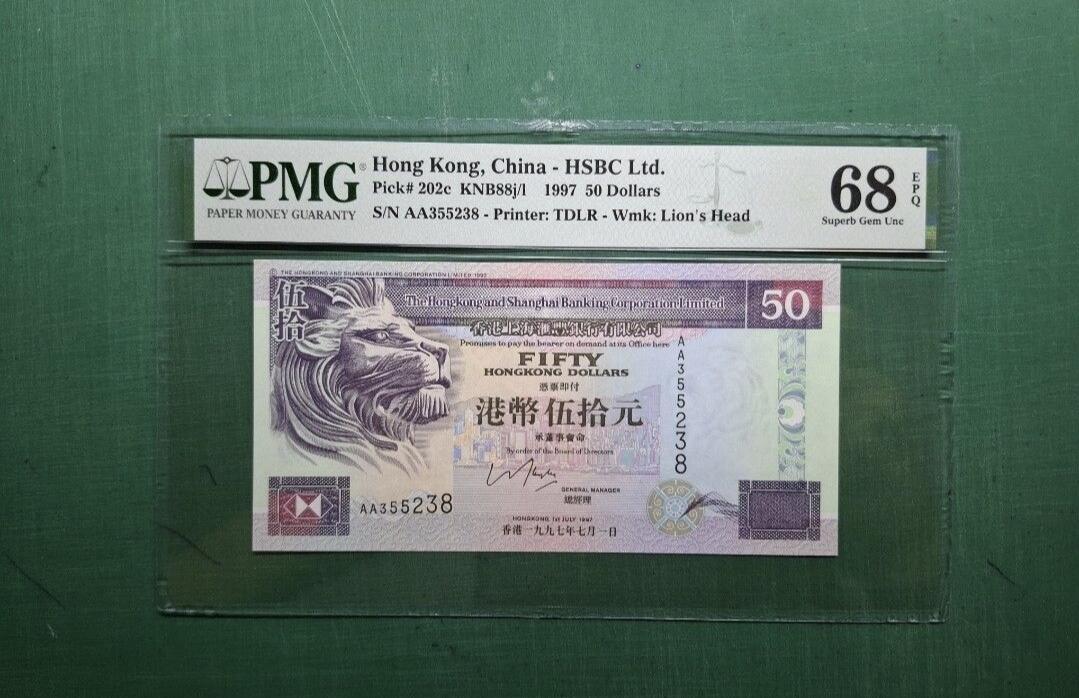 PMG®
PAPER MONEY GUARANTY
Hong Kong, China - HSBC Ltd.
Pick# 202c KNB88j/l 1997 50 Dollars
S/N AA355238 - Printer: TDLR - Wmk: Lion's Head
68 EPQ
Superb Gem Unc
© THE HONGKONG AND SHANGHAI BANKING CORPORATION LIMITED 1993
伍拾
The Hongkong and Shanghai Banking Corporation Limited
50
香港上海滙豐銀行有限公司
Promises to pay the bearer on demand at its Office here
FIFTY
HONGKONG DOLLARS
憑票即付
港幣伍拾元
承董事會命
By order of the Board of Directors
AA355238
GENERAL MANAGER
總經理
AA355238
HONGKONG, 1st JULY 1997
香港一九九七年七月一日